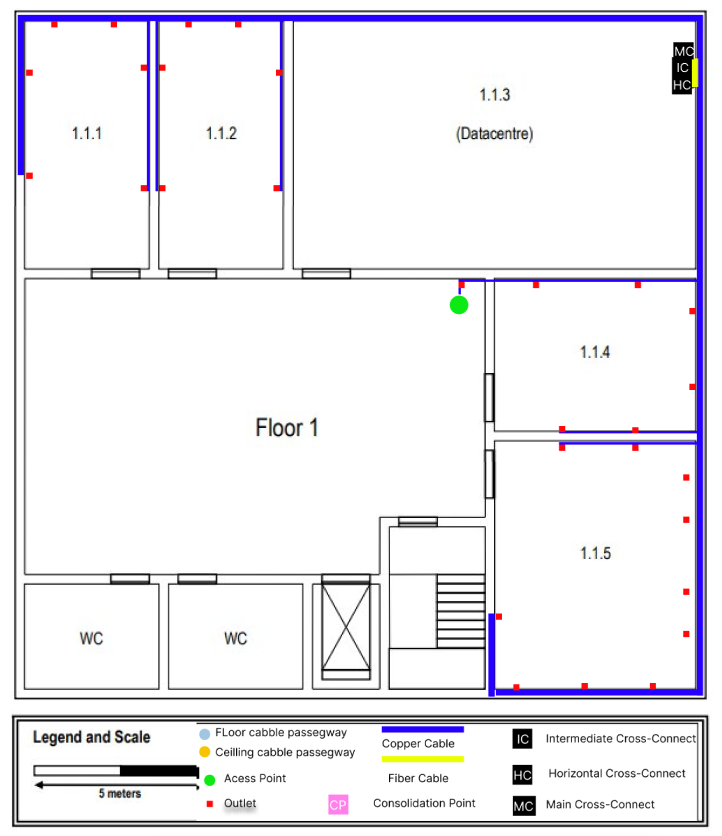 MC
IC
HC
1.1.1
1.1.2
1.1.3
(Datacentre)
1.1.4
Floor 1
1.1.5
WC
WC
Legend and Scale
5 meters
FLoor cabble passegway
Ceilling cabble passegway
Acess Point
Outlet
Copper Cable
Fiber Cable
CP Consolidation Point
IC Intermediate Cross-Connect
HC Horizontal Cross-Connect
MC Main Cross-Connect